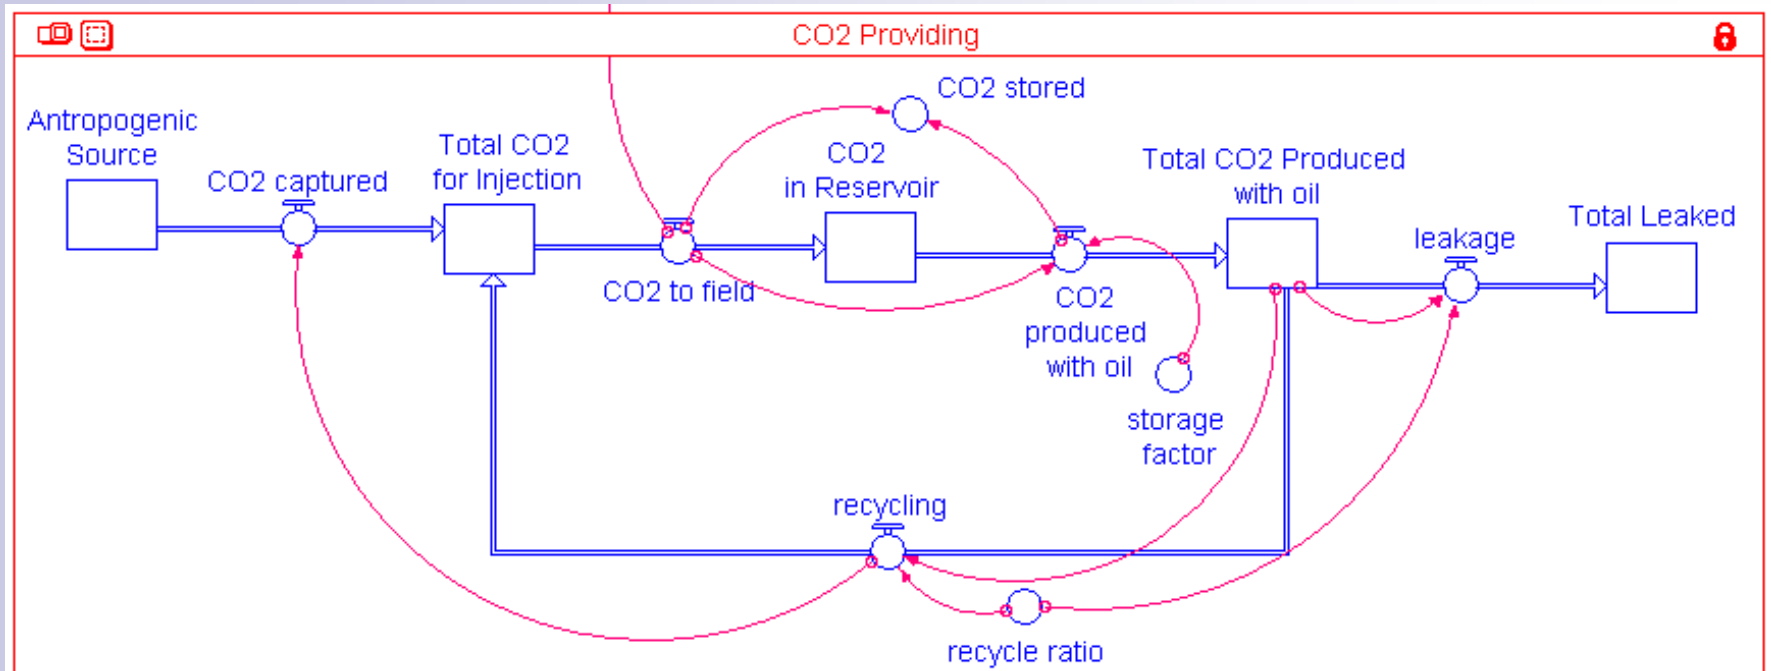 CO2 Providing
Antropogenic
Source
CO2 captured
Total CO2
for Injection
CO2 to field
CO2 stored
CO2
in Reservoir
CO2
produced
with oil
Total CO2 Produced
with oil
storage
factor
leakage
Total Leaked
recycling
recycle ratio